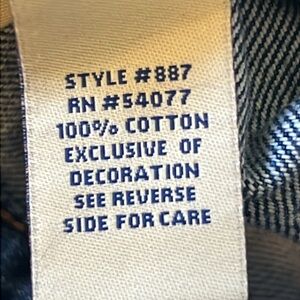 STYLE #887
RN #54077
100% COTTON
EXCLUSIVE OF
DECORATION
SEE REVERSE
SIDE FOR CARE